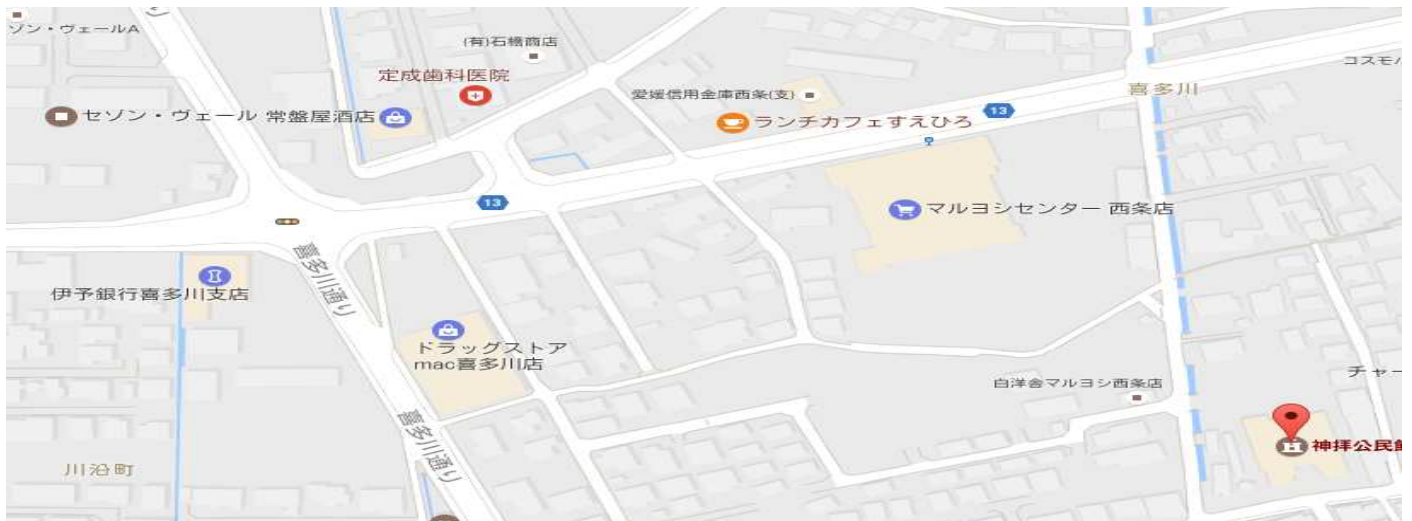 ゾン・ヴェールA
(有)石橋商店
定成歯科医院
コスモ
愛媛信用金庫西条(支)
喜多川
セゾン・ヴェール 常盤屋酒店
ランチカフェすえひろ
13
13
マルヨシセンター 西条店
喜多川通り
伊予銀行喜多川支店
ドラッグストア
mac喜多川店
チャー
白洋舎マルヨシ西条店
喜多川通り
神拝公民館
川沿町